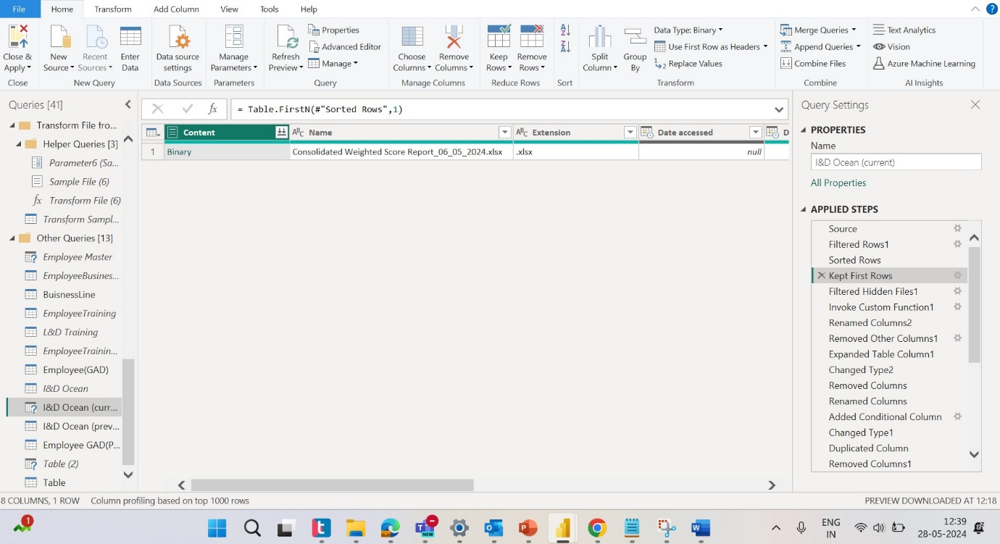 File Home Transform Add Column View Tools Help
Close & Apply
New Source
Recent Sources
Enter Data
Data source settings
Manage Parameters
Refresh Preview
Properties
Advanced Editor
Manage
Choose Columns
Remove Columns
Keep Rows
Remove Rows
Split Column
Group By
Data Type: Binary
Use First Row as Headers
Replace Values
Merge Queries
Append Queries
Combine Files
Text Analytics
Vision
Azure Machine Learning
Close New Query Data Sources Parameters Query Manage Columns Reduce Rows Sort Transform Combine AI Insights
Queries [41]
Transform File fro...
Helper Queries [3]
Parameter6 (Sa...
Sample File (6)
fx Transform File (6)
Transform Sampl...
Other Queries [13]
Employee Master
EmployeeBusines...
BuisnessLine
EmployeeTraining
L&D Training
EmployeeTrainin...
Employee(GAD)
I&D Ocean
I&D Ocean (curr...
I&D Ocean (prev...
Employee GAD(P...
Table (2)
Table
fx = Table.FirstN(#"Sorted Rows",1)
Content ABC Name ABC Extension Date accessed D
1 Binary Consolidated Weighted Score Report_06_05_2024.xlsx .xlsx null
Query Settings
PROPERTIES
Name
I&D Ocean (current)
All Properties
APPLIED STEPS
Source
Filtered Rows1
Sorted Rows
Kept First Rows
Filtered Hidden Files1
Invoke Custom Function1
Renamed Columns2
Removed Other Columns1
Expanded Table Column1
Changed Type2
Removed Columns
Renamed Columns
Added Conditional Column
Changed Type1
Duplicated Column
Removed Columns1
8 COLUMNS, 1 ROW Column profiling based on top 1000 rows
PREVIEW DOWNLOADED AT 12:18
1
NEW
ENG
IN
12:39
28-05-2024